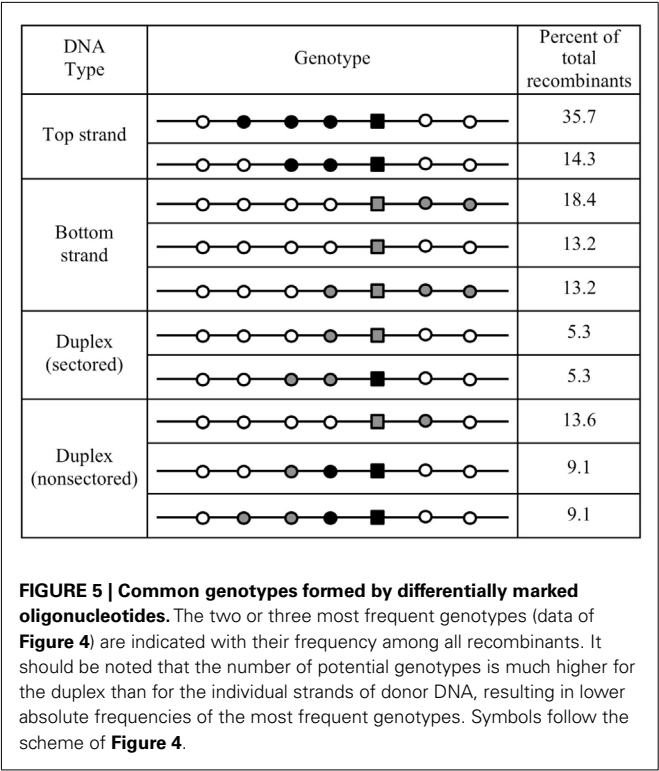 DNA
Type
Genotype
Percent of
total
recombinants
Top strand
35.7
14.3
Bottom
strand
18.4
13.2
13.2
Duplex
(sectored)
5.3
5.3
Duplex
(nonsectored)
13.6
9.1
9.1
FIGURE 5 | Common genotypes formed by differentially marked
oligonucleotides. The two or three most frequent genotypes (data of
Figure 4) are indicated with their frequency among all recombinants. It
should be noted that the number of potential genotypes is much higher for
the duplex than for the individual strands of donor DNA, resulting in lower
absolute frequencies of the most frequent genotypes. Symbols follow the
scheme of Figure 4.